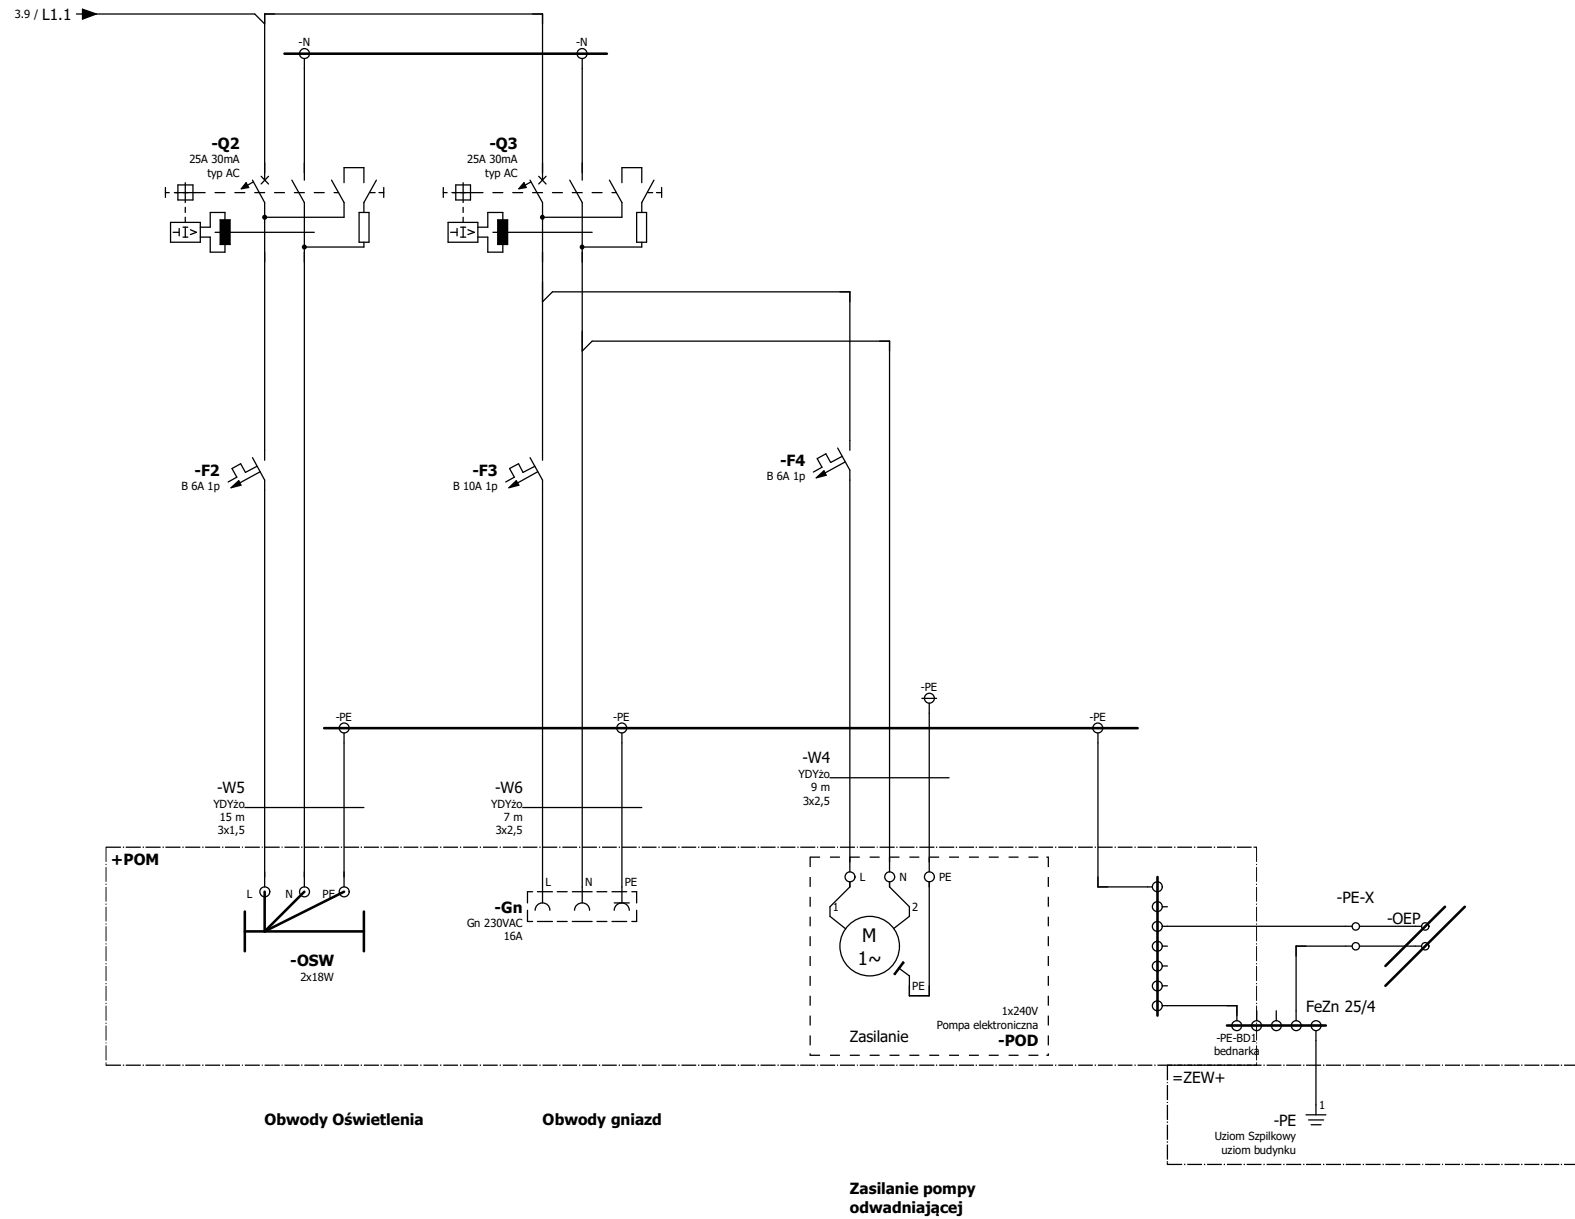 3.9 / L1.1
-N
-N
-Q2
25A 30mA
typ AC
-Q3
25A 30mA
typ AC
I>
I>
-F2
B 6A 1p
-F3
B 10A 1p
-F4
B 6A 1p
-PE
-PE
-PE
-PE
-W5
YDYżo
15 m
3x1,5
-W6
YDYżo
7 m
3x2,5
-W4
YDYżo
9 m
3x2,5
+POM
L
N
PE
-OSW
2x18W
L
N
PE
-Gn
Gn 230VAC
16A
L
N
PE
1
2
M
1~
PE
1x240V
Pompa elektroniczna
-POD
Zasilanie
-PE-X
-OEP
FeZn 25/4
-PE-BD1
bednarka
=ZEW+
1
-PE
Uziom Szpilkowy
uziom budynku
Obwody Oświetlenia
Obwody gniazd
Zasilanie pompy
odwadniającej